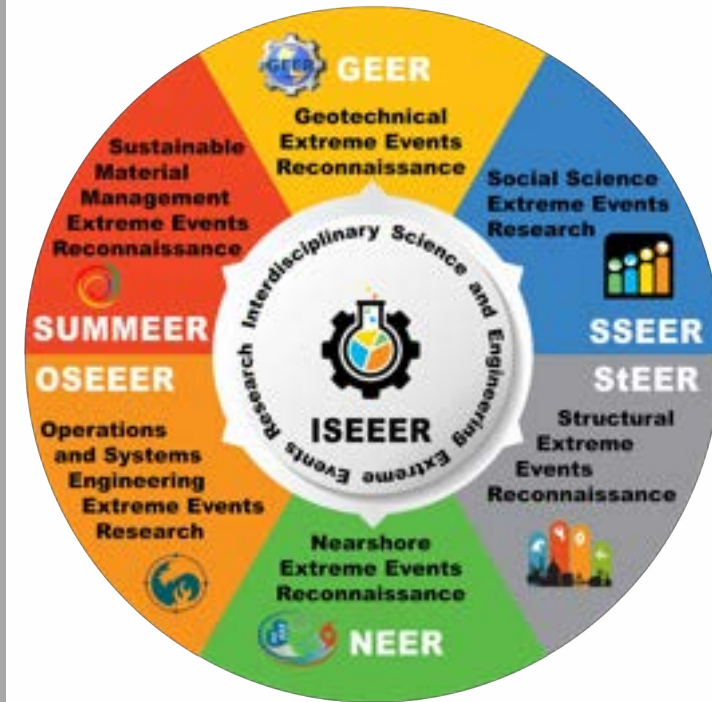 GEER
Geotechnical
Extreme Events
Reconnaissance
Social Science
Extreme Events
Research
SSEER
StEER
Structural
Extreme
Events
Reconnaissance
Nearshore
Extreme Events
Reconnaissance
NEER
OSEEER
Operations
and Systems
Engineering
Extreme Events
Research
Sustainable
Material
Management
Extreme Events
Reconnaissance
SUMMEER
Interdisciplinary Science and Engineering Extreme Events Research
ISEEER
GEER